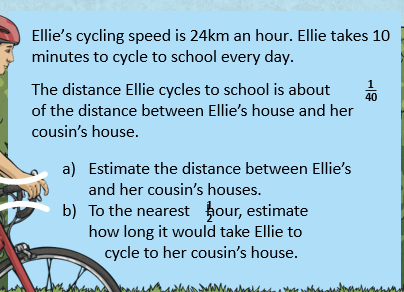 Ellie's cycling speed is 24km an hour. Ellie takes 10
minutes to cycle to school every day.
The distance Ellie cycles to school is about 1/40
of the distance between Ellie's house and her
cousin's house.
a) Estimate the distance between Ellie's
and her cousin's houses.
b) To the nearest 1/2 hour, estimate
how long it would take Ellie to
cycle to her cousin's house.